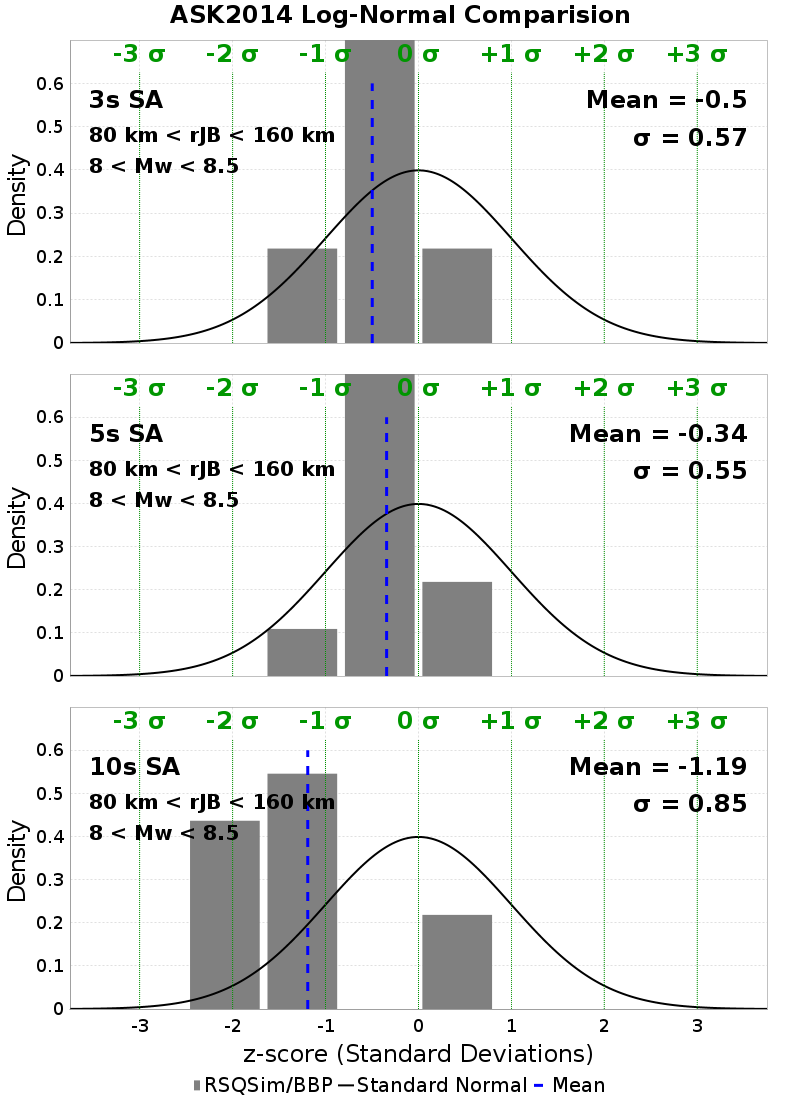 ASK2014 Log-Normal Comparision
-3 σ -2 σ -1 σ 0 σ +1 σ +2 σ +3 σ
0.6
3s SA Mean = -0.5
0.5
80 km < rJB < 160 km σ = 0.57
8 < Mw < 8.5
0.4
Density
0.3
0.2
0.1
0
-3 σ -2 σ -1 σ 0 σ +1 σ +2 σ +3 σ
0.6
5s SA Mean = -0.34
0.5
80 km < rJB < 160 km σ = 0.55
8 < Mw < 8.5
0.4
Density
0.3
0.2
0.1
0
-3 σ -2 σ -1 σ 0 σ +1 σ +2 σ +3 σ
0.6
10s SA Mean = -1.19
0.5
80 km < rJB < 160 km σ = 0.85
8 < Mw < 8.5
0.4
Density
0.3
0.2
0.1
0
-3 -2 -1 0 1 2 3
z-score (Standard Deviations)
RSQSim/BBP Standard Normal Mean